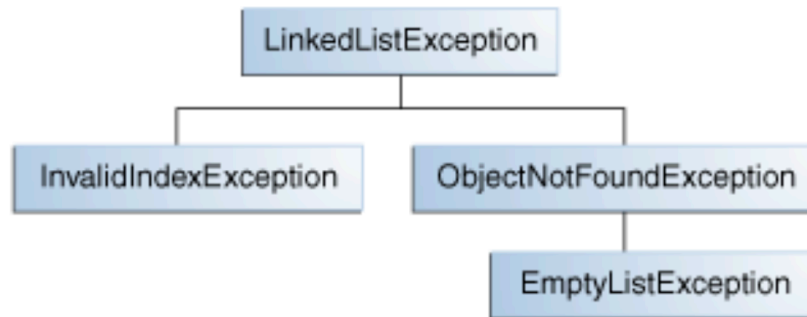 LinkedListException
InvalidIndexException
ObjectNotFoundException
EmptyListException